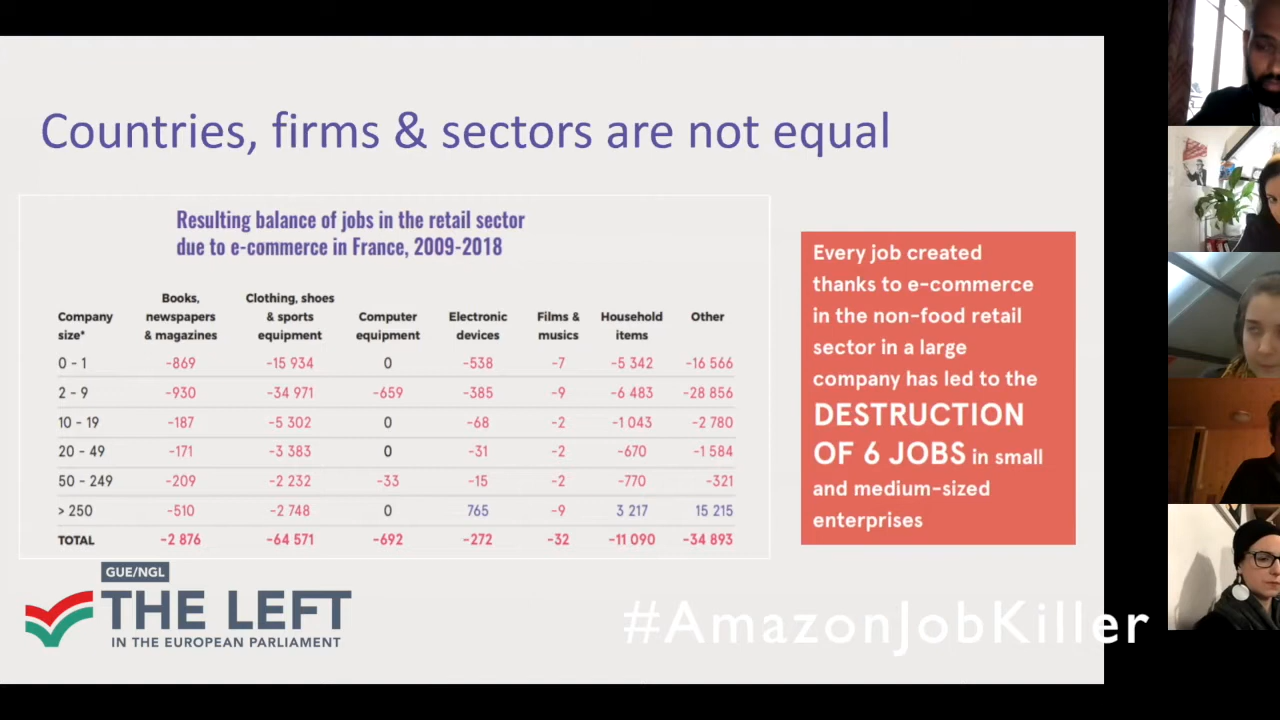 Countries, firms & sectors are not equal
Resulting balance of jobs in the retail sector
due to e-commerce in France, 2009-2018
Company size* Books, newspapers & magazines Clothing, shoes & sports equipment Computer equipment Electronic devices Films & musics Household items Other
0 - 1 -869 -15 934 0 -538 -7 -5 342 -16 566
2 - 9 -930 -34 971 -659 -385 -9 -6 483 -28 856
10 - 19 -187 -5 302 0 -68 -2 -1 043 -2 780
20 - 49 -171 -3 383 0 -31 -2 -670 -1 584
50 - 249 -209 -2 232 -33 -15 -2 -770 -321
> 250 -510 -2 748 0 765 -9 3 217 15 215
TOTAL -2 876 -64 571 -692 -272 -32 -11 090 -34 893
Every job created
thanks to e-commerce
in the non-food retail
sector in a large
company has led to the
DESTRUCTION
OF 6 JOBS in small
and medium-sized
enterprises
GUE/NGL
THE LEFT
IN THE EUROPEAN PARLIAMENT
#AmazonJobKiller